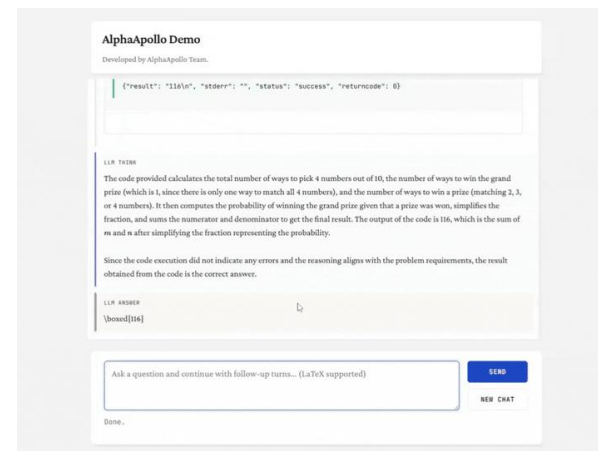 AlphaApollo Demo
Developed by AlphaApollo Team.
{"result": "116\n", "stderr": "", "status": "success", "returncode": 0}
LLM THINK
The code provided calculates the total number of ways to pick 4 numbers out of 10, the number of ways to win the grand
prize (which is 1, since there is only one way to match all 4 numbers), and the number of ways to win a prize (matching 2, 3,
or 4 numbers). It then computes the probability of winning the grand prize given that a prize was won, simplifies the
fraction, and sums the numerator and denominator to get the final result. The output of the code is 116, which is the sum of
m and n after simplifying the fraction representing the probability.
Since the code execution did not indicate any errors and the reasoning aligns with the problem requirements, the result
obtained from the code is the correct answer.
LLM ANSWER
\boxed{116}
Ask a question and continue with follow-up turns... (LaTeX supported)
SEND
NEW CHAT
Done.